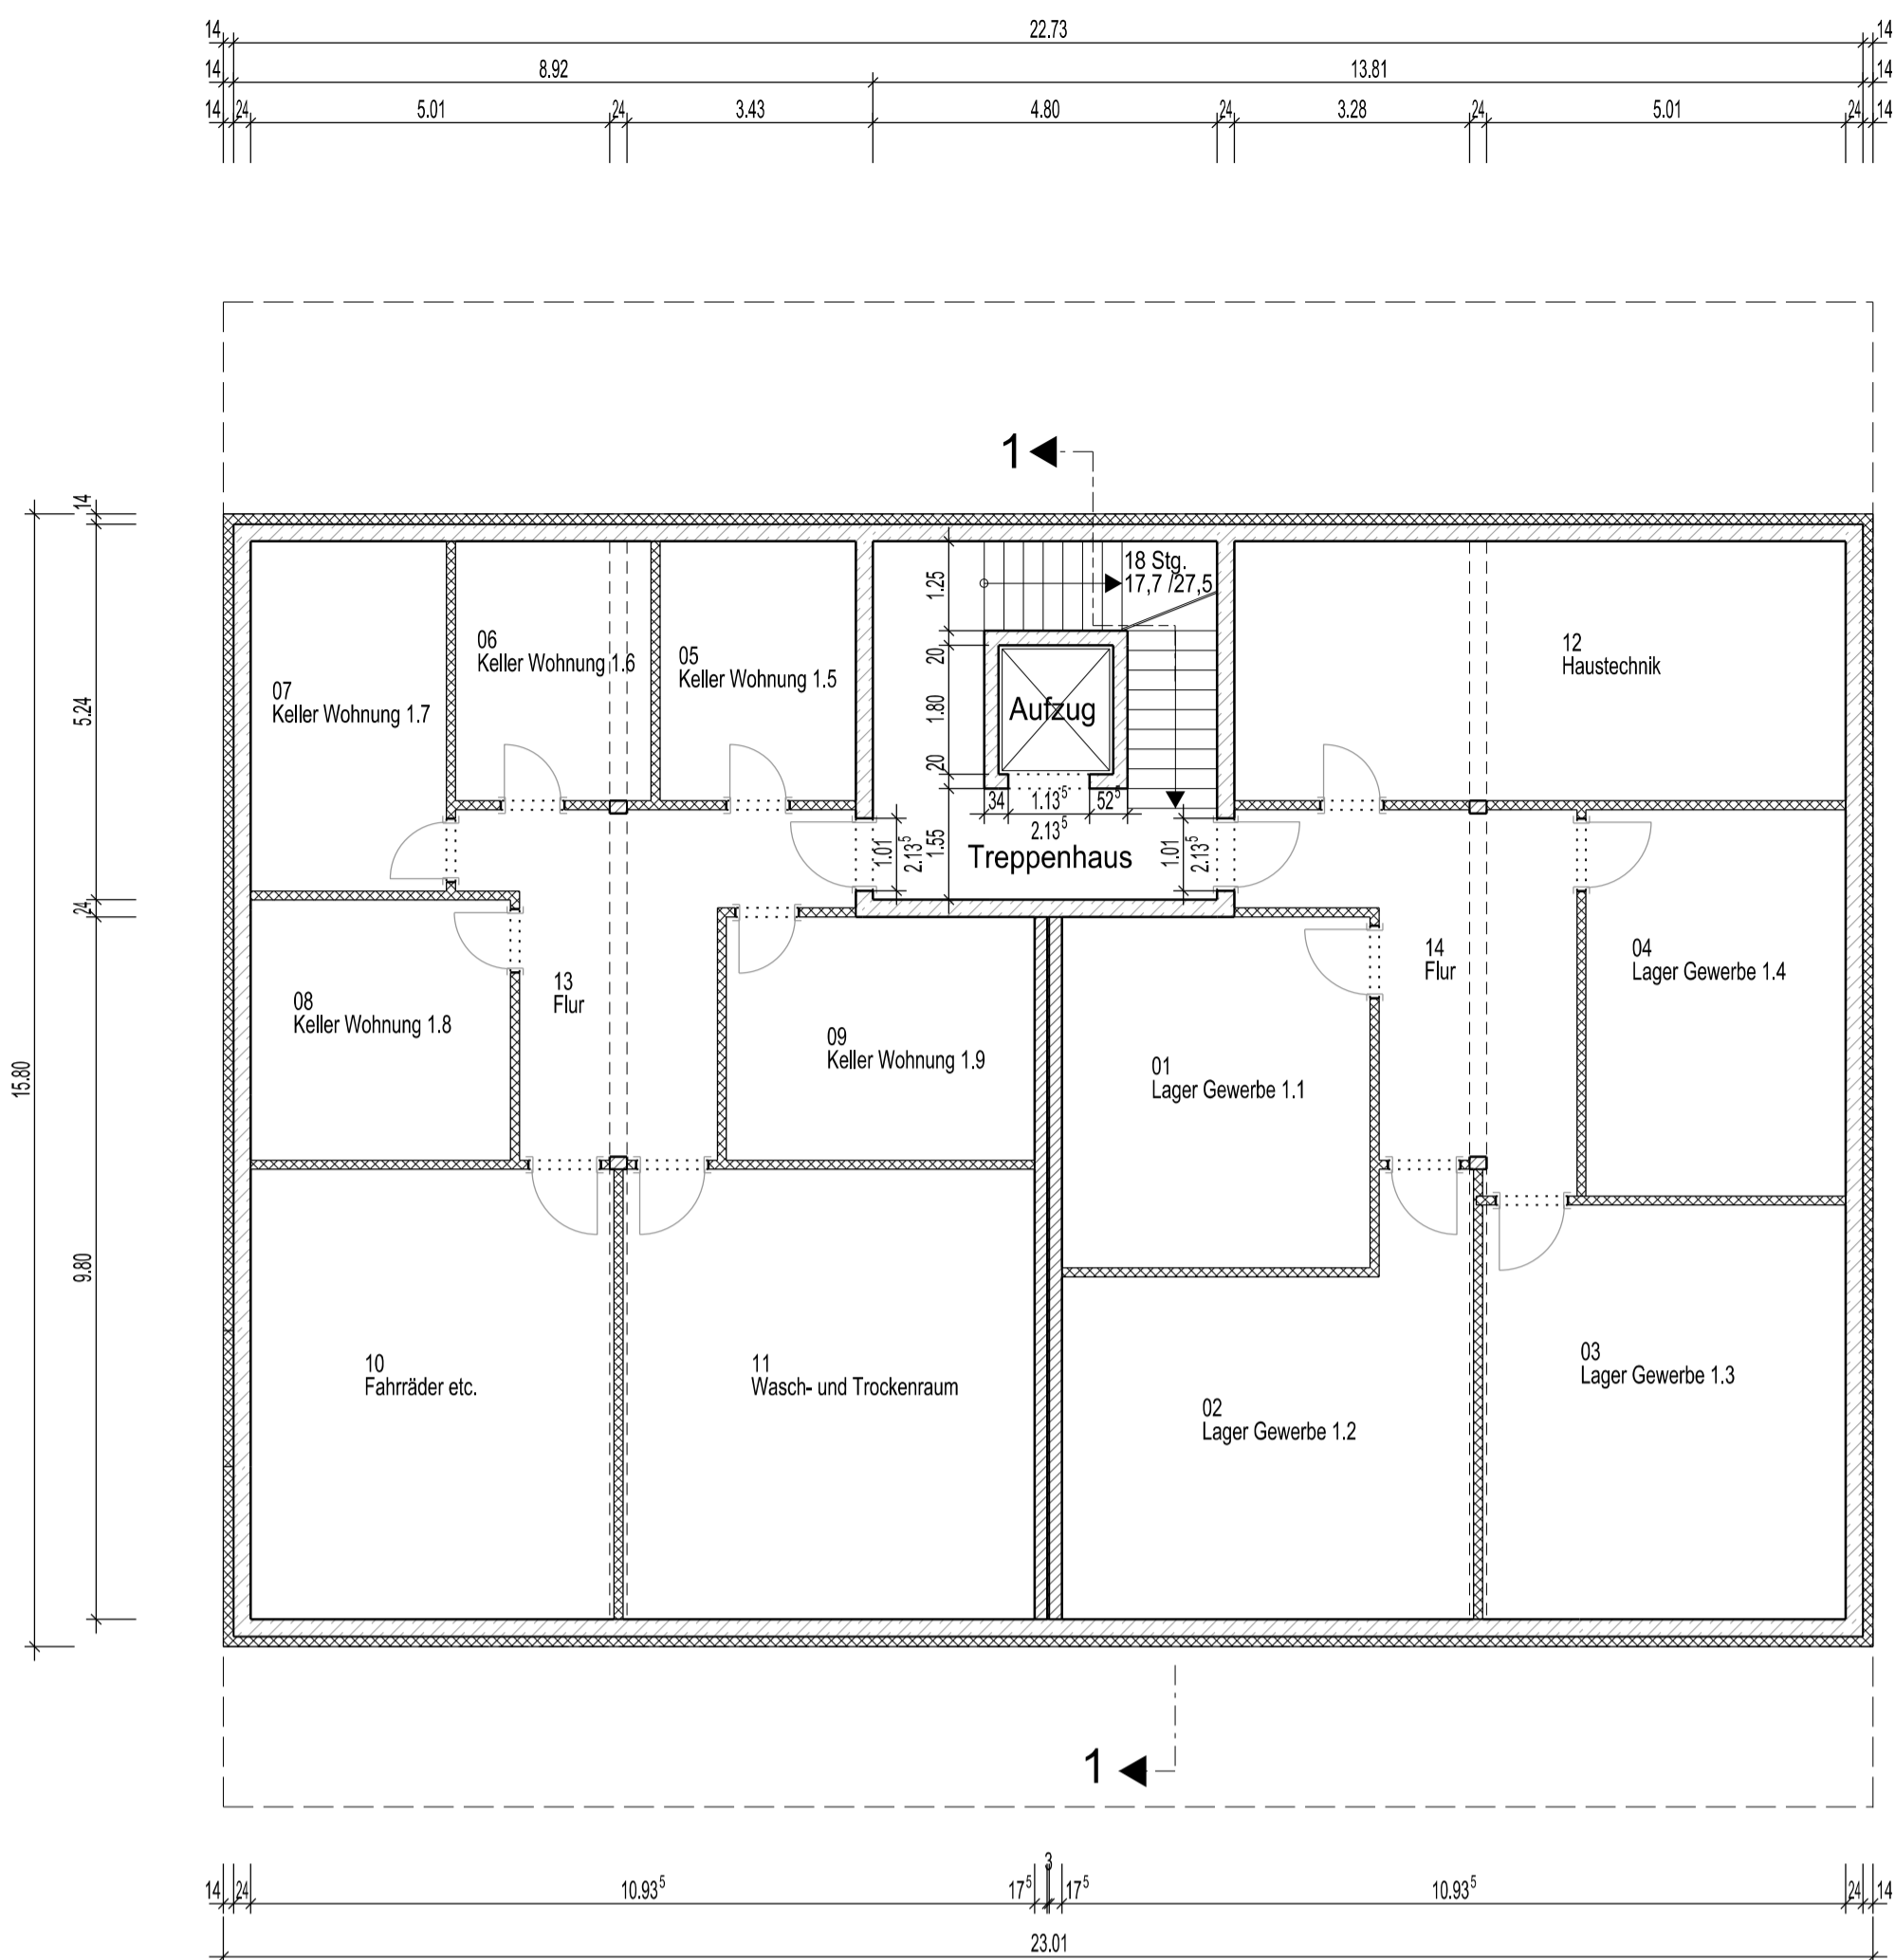 14 22.73 14
14 8.92 13.81 14
14 24 5.01 24 3.43 4.80 24 3.28 24 5.01 24 14
1
14
18 Stg.
17,7 /27,5
1.25
06
Keller Wohnung 1.6
05
Keller Wohnung 1.5
12
Haustechnik
20
07
Keller Wohnung 1.7
5.24
1.80
Aufzug
20
34 1.13⁵ 52⁵
2.13⁵
1.01
2.13⁵
1.55
Treppenhaus
1.01
2.13⁵
24
13
Flur
14
Flur
04
Lager Gewerbe 1.4
08
Keller Wohnung 1.8
09
Keller Wohnung 1.9
01
Lager Gewerbe 1.1
15.80
9.80
10
Fahrräder etc.
11
Wasch- und Trockenraum
03
Lager Gewerbe 1.3
02
Lager Gewerbe 1.2
1
3
14 24 10.93⁵ 17⁵ 17⁵ 10.93⁵ 24 14
23.01